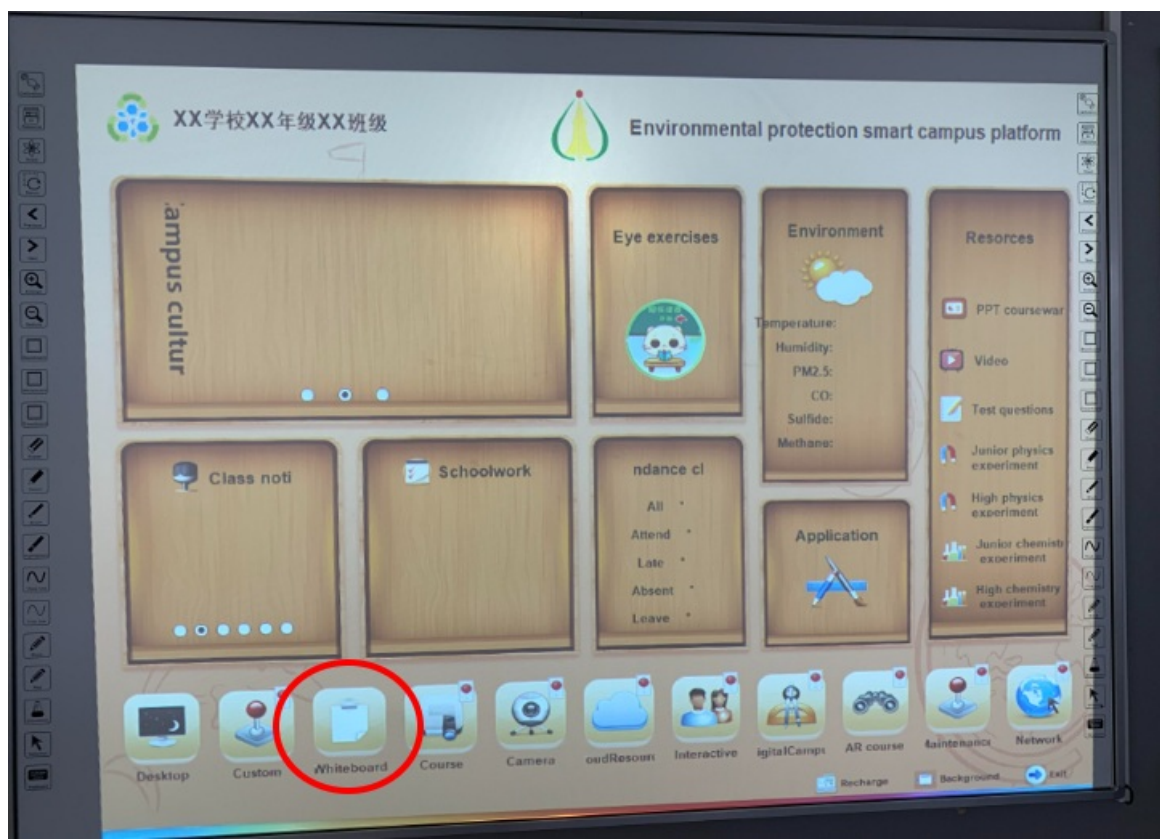 XX学校XX年级XX班级
Environmental protection smart campus platform
ampus cultur
Eye exercises
Environment
Temperature:
Humidity:
PM2.5:
CO:
Sulfide:
Methane:
Resorces
PPT coursewar
Video
Test questions
Junior physics
experiment
High physics
experiment
Junior chemistr
experiment
High chemistry
experiment
Class noti
Schoolwork
ndance cl
All
Attend
Late
Absent
Leave
Application
Desktop
Custom
Whiteboard
Course
Camera
oudResourc
Interactive
igitalCampu
AR course
Maintenance
Network
Recharge
Background
Exit